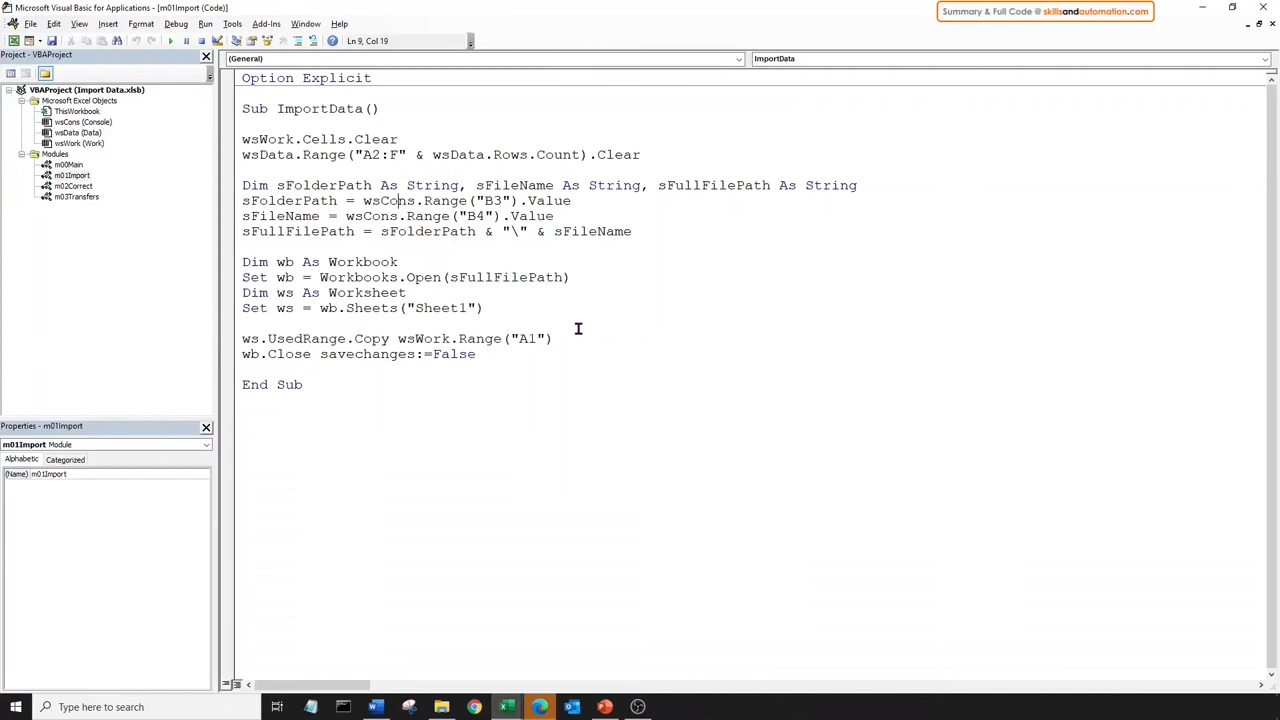 Microsoft Visual Basic for Applications - [Import Data.xlsb] - [m01Import (Code)]
Summary & Full Code @ skillsandautomation.com
File Edit View Insert Format Debug Run Tools Add-Ins Window Help
Ln 9, Col 19
Project - VBAProject
(General)
ImportData
VBAProject (Import Data.xlsb)
Microsoft Excel Objects
ThisWorkbook
wsCons (Console)
wsData (Data)
wsWork (Work)
Modules
m00Main
m01Import
m02Correct
m03Transfers
Option Explicit
Sub ImportData()
wsWork.Cells.Clear
wsData.Range("A2:F" & wsData.Rows.Count).Clear
Dim sFolderPath As String, sFileName As String, sFullFilePath As String
sFolderPath = wsCons.Range("B3").Value
sFileName = wsCons.Range("B4").Value
sFullFilePath = sFolderPath & "\" & sFileName
Dim wb As Workbook
Set wb = Workbooks.Open(sFullFilePath)
Dim ws As Worksheet
Set ws = wb.Sheets("Sheet1")
ws.UsedRange.Copy wsWork.Range("A1")
wb.Close savechanges:=False
End Sub
Properties - m01Import
m01Import Module
Alphabetic Categorized
(Name) m01Import
Type here to search